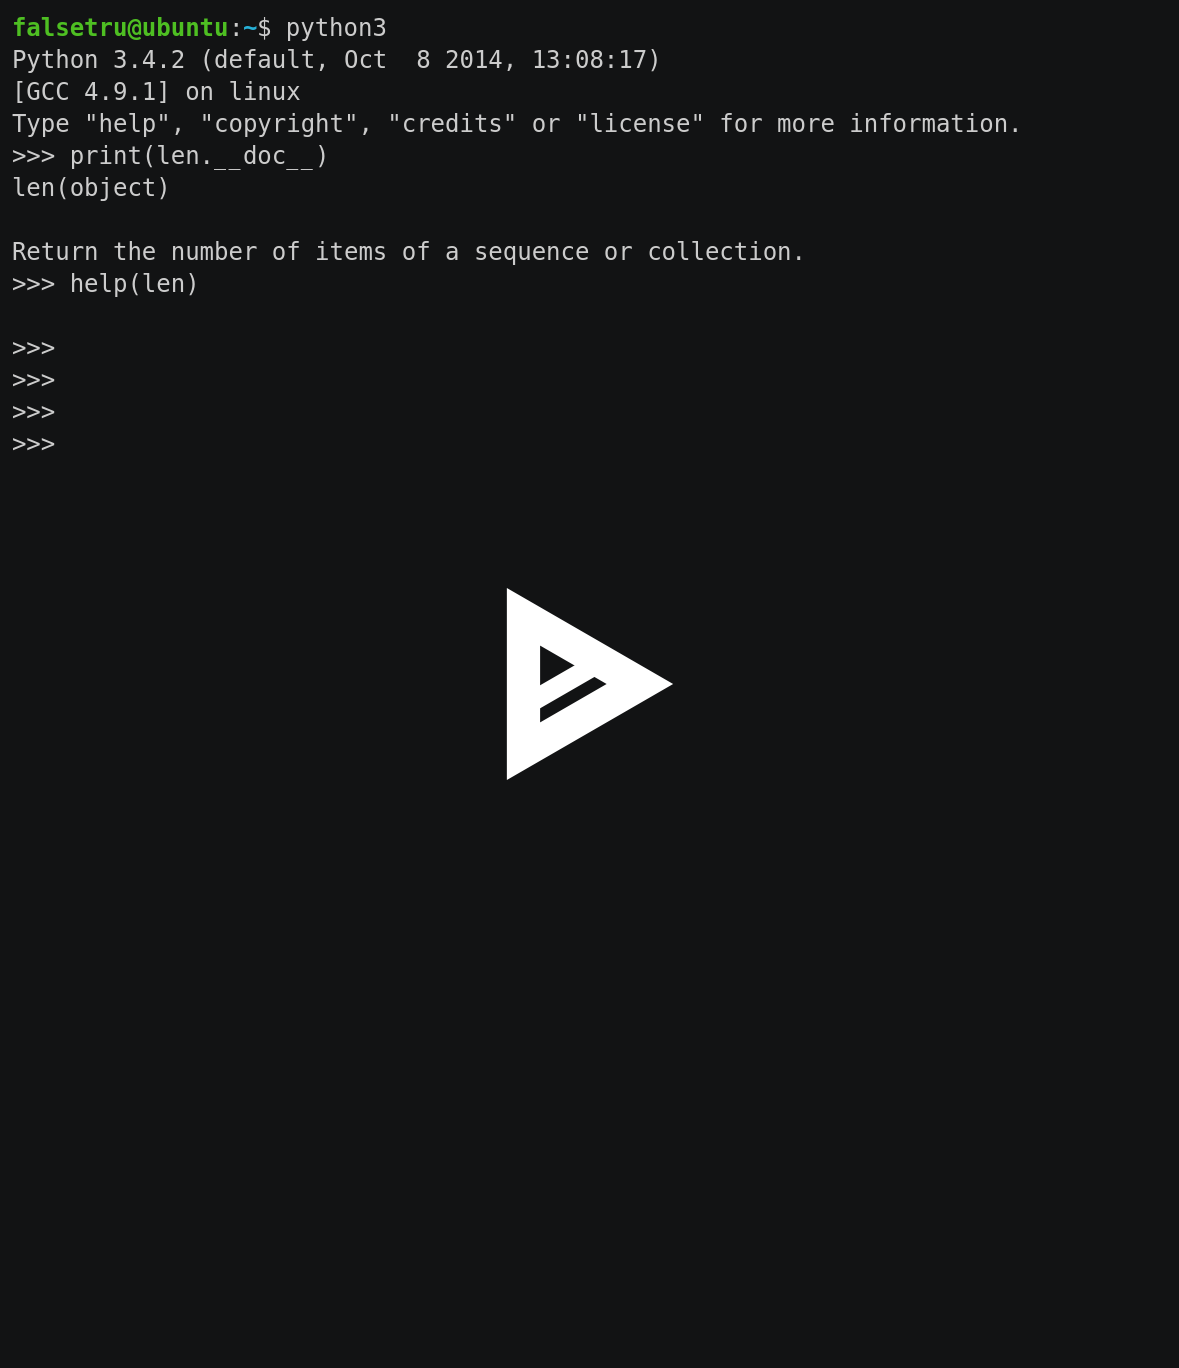 falsetru@ubuntu:~$ python3
Python 3.4.2 (default, Oct  8 2014, 13:08:17)
[GCC 4.9.1] on linux
Type "help", "copyright", "credits" or "license" for more information.
>>> print(len.__doc__)
len(object)

Return the number of items of a sequence or collection.
>>> help(len)

>>>
>>>
>>>
>>>